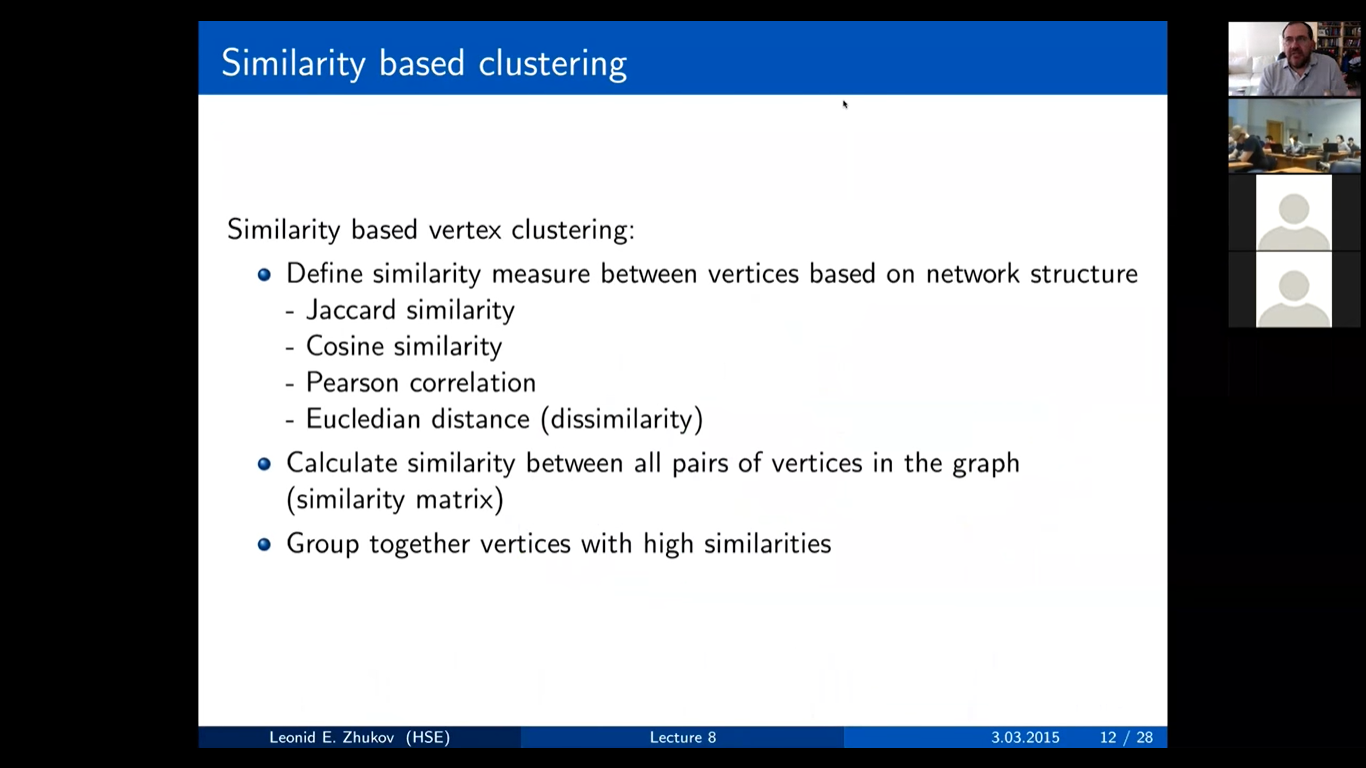 Similarity based clustering
Similarity based vertex clustering:
Define similarity measure between vertices based on network structure
- Jaccard similarity
- Cosine similarity
- Pearson correlation
- Eucledian distance (dissimilarity)
Calculate similarity between all pairs of vertices in the graph
(similarity matrix)
Group together vertices with high similarities
Leonid E. Zhukov (HSE)
Lecture 8
3.03.2015
12 / 28